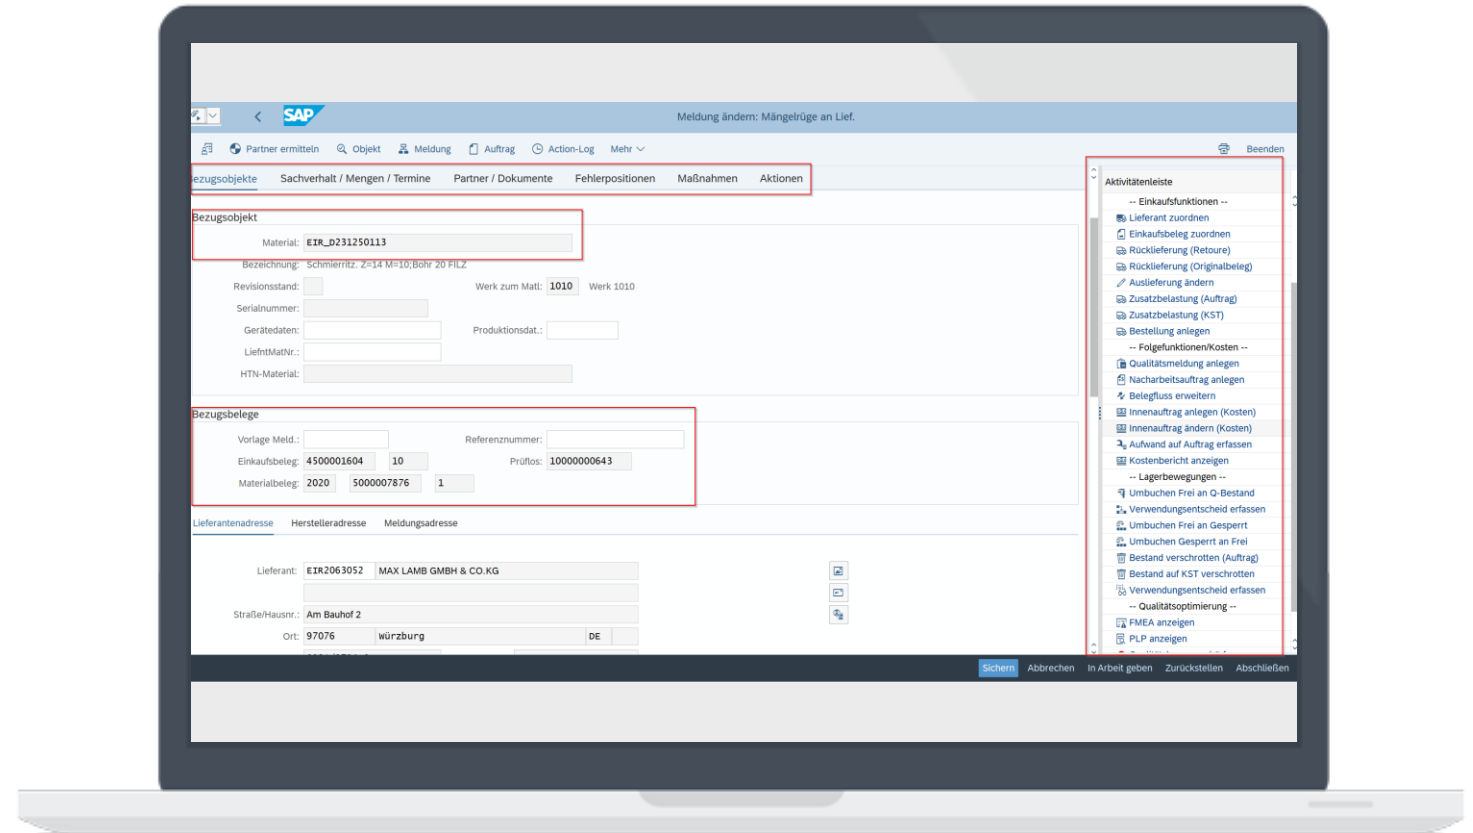 SAP
Meldung ändern: Mängelrüge an Lief.
Partner ermitteln Objekt Meldung Auftrag Action-Log Mehr Beenden
Bezugsobjekte Sachverhalt / Mengen / Termine Partner / Dokumente Fehlerpositionen Maßnahmen Aktionen
Bezugsobjekt
Material: EIR_D231250113
Bezeichnung: Schmierritz. Z=14 M=10;Bohr 20 FILZ
Revisionsstand: Werk zum Matl: 1010 Werk 1010
Serialnummer:
Gerätedaten: Produktionsdat.:
LiefntMatNr.:
HTN-Material:
Bezugsbelege
Vorlage Meld.: Referenznummer:
Einkaufsbeleg: 4500001604 10 Prüflos: 10000000643
Materialbeleg: 2020 5000007876 1
Lieferantenadresse Herstelleradresse Meldungsadresse
Lieferant: EIR2063052 MAX LAMB GMBH & CO.KG
Straße/Hausnr.: Am Bauhof 2
Ort: 97076 Würzburg DE
Aktivitätenleiste
-- Einkaufsfunktionen --
Lieferant zuordnen
Einkaufsbeleg zuordnen
Rücklieferung (Retoure)
Rücklieferung (Originalbeleg)
Auslieferung ändern
Zusatzbelastung (Auftrag)
Zusatzbelastung (KST)
Bestellung anlegen
-- Folgefunktionen/Kosten --
Qualitätsmeldung anlegen
Nacharbeitsauftrag anlegen
Belegfluss erweitern
Innenauftrag anlegen (Kosten)
Innenauftrag ändern (Kosten)
Aufwand auf Auftrag erfassen
Kostenbericht anzeigen
-- Lagerbewegungen --
Umbuchen Frei an Q-Bestand
Verwendungsentscheid erfassen
Umbuchen Frei an Gesperrt
Umbuchen Gesperrt an Frei
Bestand verschrotten (Auftrag)
Bestand auf KST verschrotten
Verwendungsentscheid erfassen
-- Qualitätsoptimierung --
FMEA anzeigen
PLP anzeigen
Sichern Abbrechen In Arbeit geben Zurückstellen Abschließen